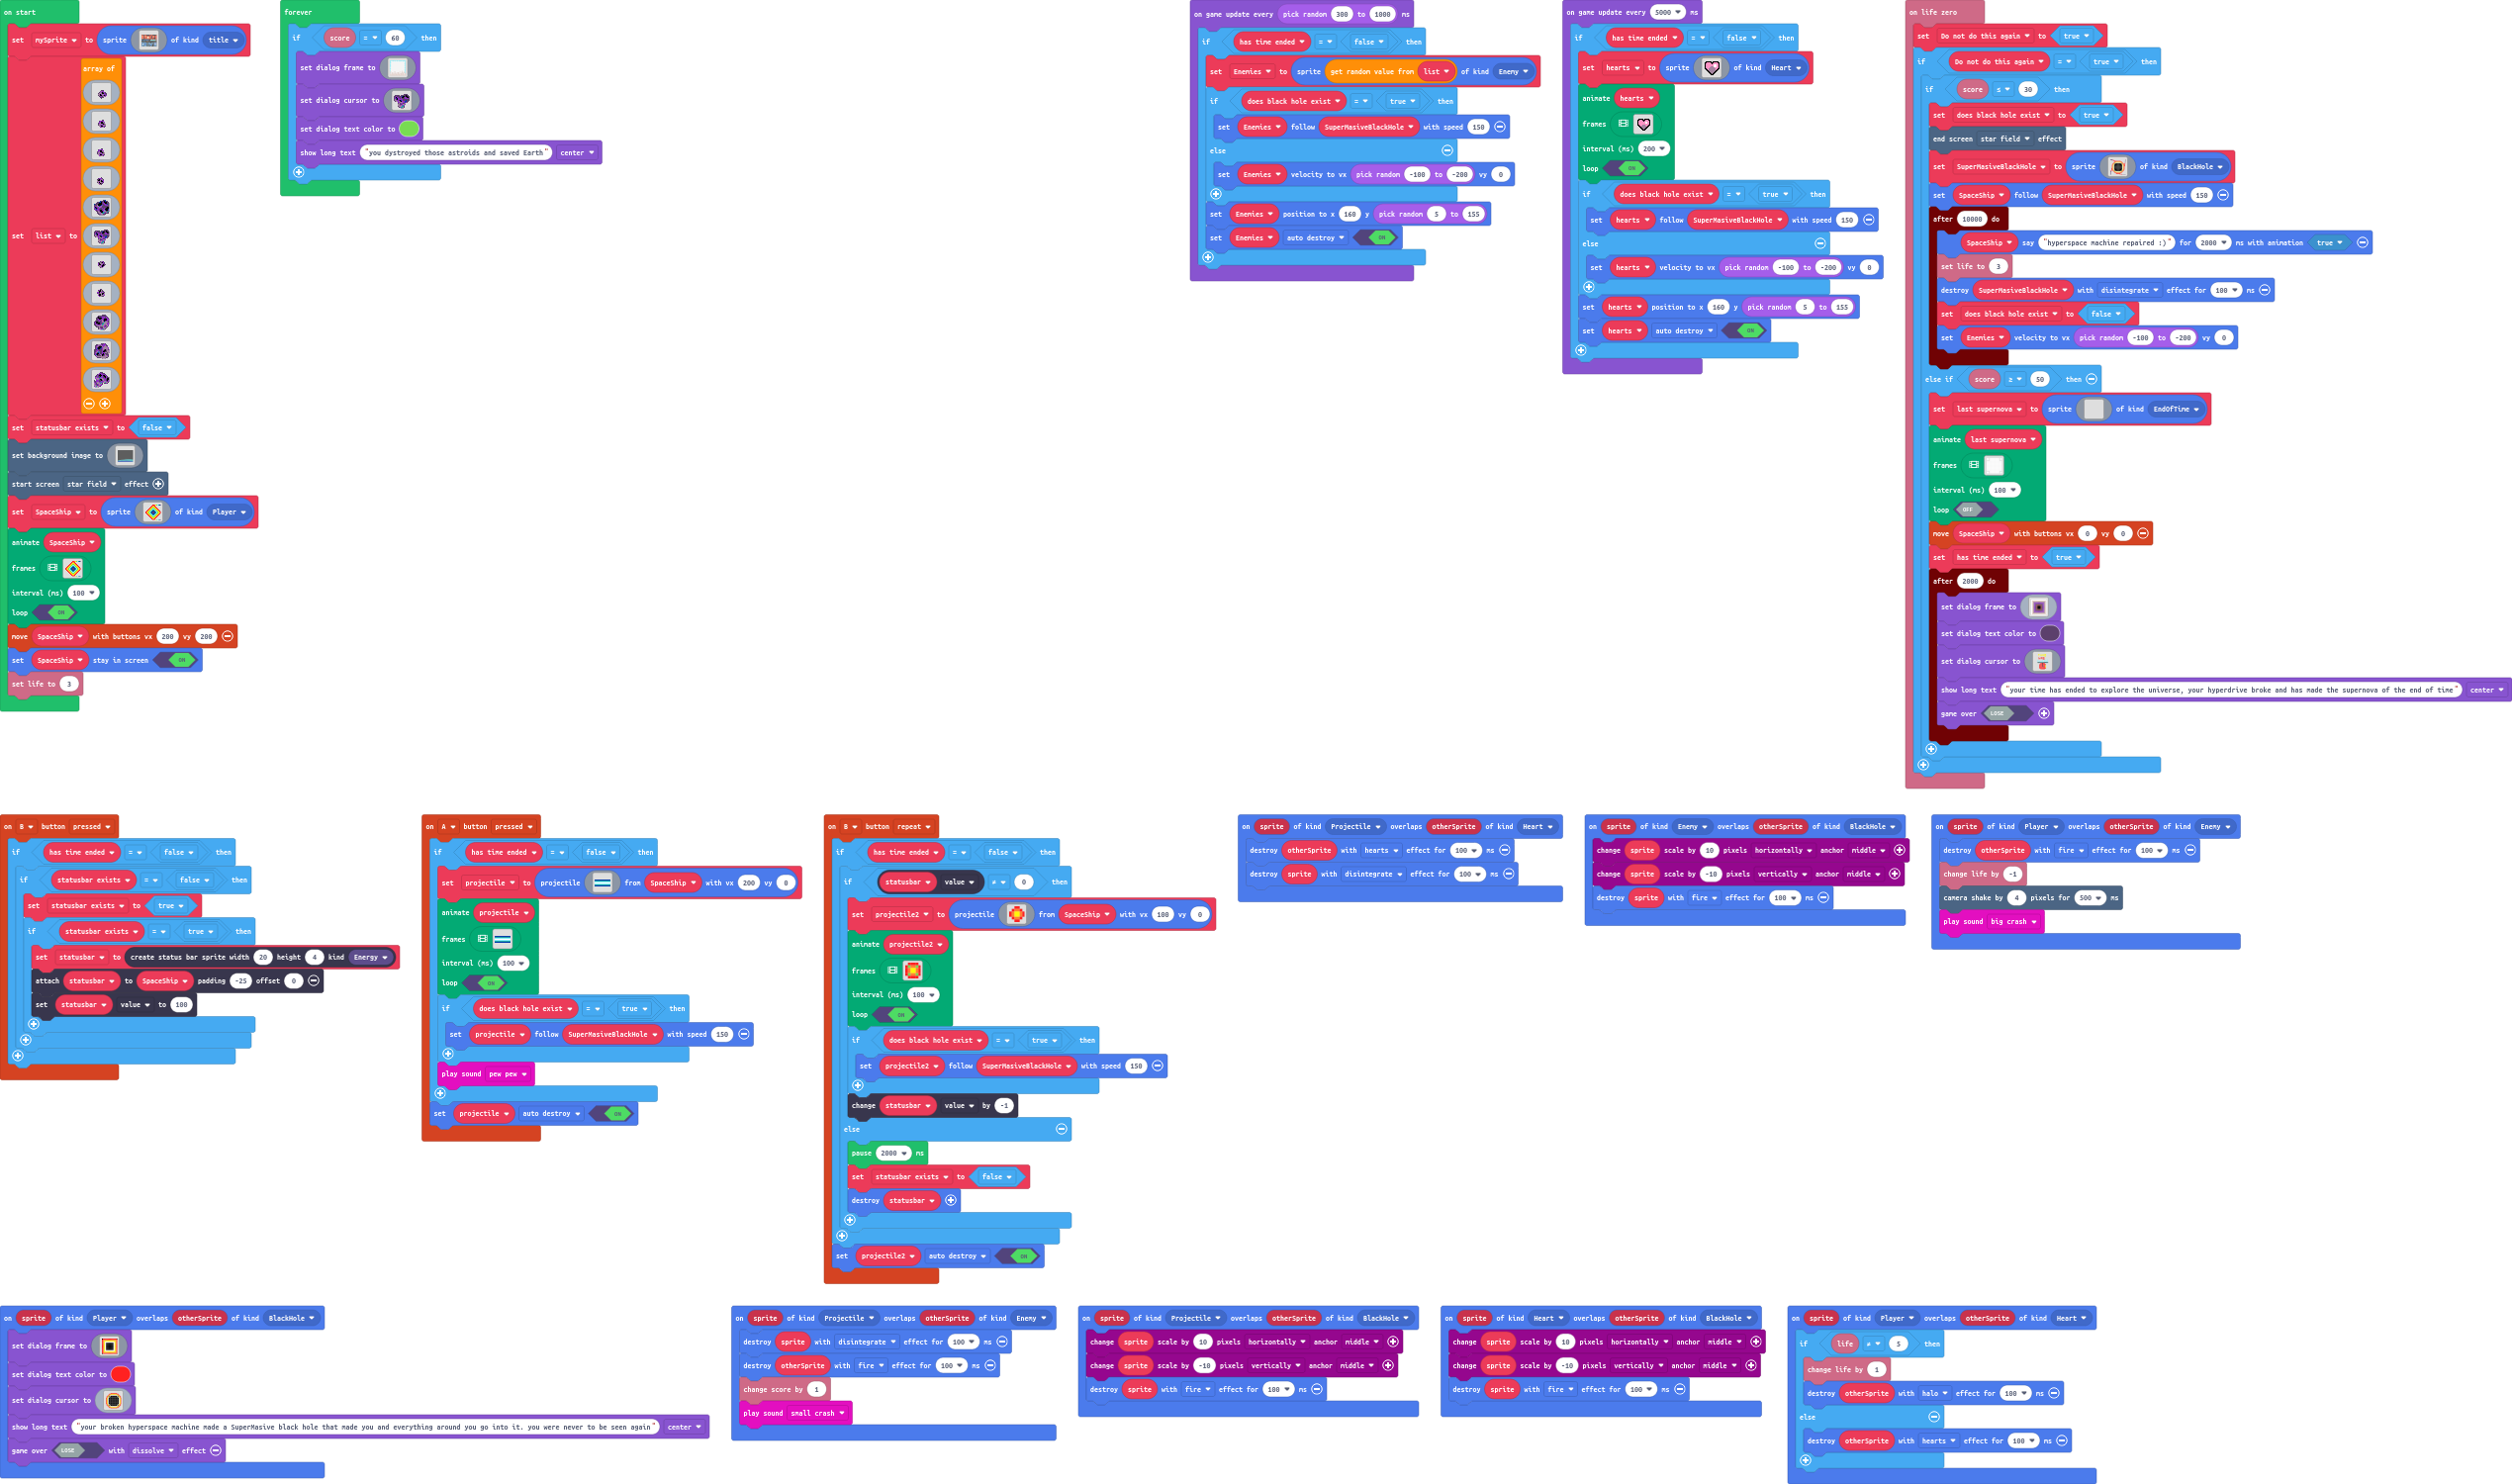 on start
set mySprite to sprite of kind title
set list to array of
set statusbar exists to false
set background image to
start screen star field effect
set SpaceShip to sprite of kind Player
animate SpaceShip
frames
interval (ms) 100
loop ON
move SpaceShip with buttons vx 200 vy 200
set SpaceShip stay in screen ON
set life to 3
forever
if score = 60 then
set dialog frame to
set dialog cursor to
set dialog text color to
show long text "you dystroyed those astroids and saved Earth" center
on game update every pick random 300 to 1000 ms
if has time ended = false then
set Enemies to sprite get random value from list of kind Enemy
if does black hole exist = true then
set Enemies follow SuperMasiveBlackHole with speed 150
else
set Enemies velocity to vx pick random -100 to -200 vy 0
set Enemies position to x 160 y pick random 5 to 155
set Enemies auto destroy ON
on game update every 5000 ms
if has time ended = false then
set hearts to sprite of kind Heart
animate hearts
frames
interval (ms) 200
loop ON
if does black hole exist = true then
set hearts follow SuperMasiveBlackHole with speed 150
else
set hearts velocity to vx pick random -100 to -200 vy 0
set hearts position to x 160 y pick random 5 to 155
set hearts auto destroy ON
on life zero
set Do not do this again to true
if Do not do this again = true then
if score ≤ 30 then
set does black hole exist to true
end screen star field effect
set SuperMasiveBlackHole to sprite of kind BlackHole
set SpaceShip follow SuperMasiveBlackHole with speed 150
after 10000 do
SpaceShip say "hyperspace machine repaired :)" for 2000 ms with animation true
set life to 3
destroy SuperMasiveBlackHole with disintegrate effect for 100 ms
set does black hole exist to false
set Enemies velocity to vx pick random -100 to -200 vy 0
else if score ≥ 50 then
set last supernova to sprite of kind EndOfTime
animate last supernova
frames
interval (ms) 100
loop OFF
move SpaceShip with buttons vx 0 vy 0
set has time ended to true
after 2000 do
set dialog frame to
set dialog text color to
set dialog cursor to
show long text "your time has ended to explore the universe, your hyperdrive broke and has made the supernova of the end of time" center
game over LOSE
on B button pressed
if has time ended = false then
if statusbar exists = false then
set statusbar exists to true
if statusbar exists = true then
set statusbar to create status bar sprite width 20 height 4 kind Energy
attach statusbar to SpaceShip padding -25 offset 0
set statusbar value to 100
on A button pressed
if has time ended = false then
set projectile to projectile from SpaceShip with vx 200 vy 0
animate projectile
frames
interval (ms) 100
loop ON
if does black hole exist = true then
set projectile follow SuperMasiveBlackHole with speed 150
play sound pew pew
set projectile auto destroy ON
on B button repeat
if has time ended = false then
if statusbar value ≠ 0 then
set projectile2 to projectile from SpaceShip with vx 100 vy 0
animate projectile2
frames
interval (ms) 100
loop ON
if does black hole exist = true then
set projectile2 follow SuperMasiveBlackHole with speed 150
change statusbar value by -1
else
pause 2000 ms
set statusbar exists to false
destroy statusbar
set projectile2 auto destroy ON
on sprite of kind Projectile overlaps otherSprite of kind Heart
destroy otherSprite with hearts effect for 100 ms
destroy sprite with disintegrate effect for 100 ms
on sprite of kind Enemy overlaps otherSprite of kind BlackHole
change sprite scale by 10 pixels horizontally anchor middle
change sprite scale by -10 pixels vertically anchor middle
destroy sprite with fire effect for 100 ms
on sprite of kind Player overlaps otherSprite of kind Enemy
destroy otherSprite with fire effect for 100 ms
change life by -1
camera shake by 4 pixels for 500 ms
play sound big crash
on sprite of kind Player overlaps otherSprite of kind BlackHole
set dialog frame to
set dialog text color to
set dialog cursor to
show long text "your broken hyperspace machine made a SuperMasive black hole that made you and everything around you go into it. you were never to be seen again" center
game over LOSE with dissolve effect
on sprite of kind Projectile overlaps otherSprite of kind Enemy
destroy sprite with disintegrate effect for 100 ms
destroy otherSprite with fire effect for 100 ms
change score by 1
play sound small crash
on sprite of kind Projectile overlaps otherSprite of kind BlackHole
change sprite scale by 10 pixels horizontally anchor middle
change sprite scale by -10 pixels vertically anchor middle
destroy sprite with fire effect for 100 ms
on sprite of kind Heart overlaps otherSprite of kind BlackHole
change sprite scale by 10 pixels horizontally anchor middle
change sprite scale by -10 pixels vertically anchor middle
destroy sprite with fire effect for 100 ms
on sprite of kind Player overlaps otherSprite of kind Heart
if life ≠ 5 then
change life by 1
destroy otherSprite with halo effect for 100 ms
else
destroy otherSprite with hearts effect for 100 ms